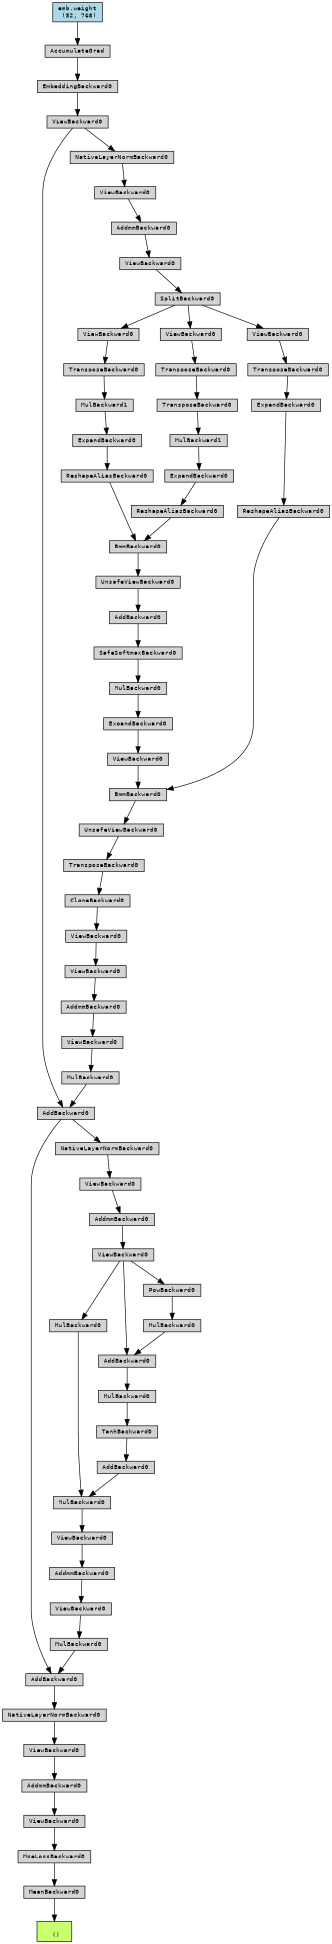 emb.weight
(32, 768)
AccumulateGrad
EmbeddingBackward0
ViewBackward0
NativeLayerNormBackward0
ViewBackward0
AddmmBackward0
ViewBackward0
SplitBackward0
ViewBackward0 ViewBackward0 ViewBackward0
TransposeBackward0 TransposeBackward0 TransposeBackward0
MulBackward1 TransposeBackward0 ExpandBackward0
ExpandBackward0 MulBackward1
ReshapeAliasBackward0 ExpandBackward0
ReshapeAliasBackward0 ReshapeAliasBackward0
BmmBackward0
UnsafeViewBackward0
AddBackward0
SafeSoftmaxBackward0
MulBackward0
ExpandBackward0
ViewBackward0
BmmBackward0
UnsafeViewBackward0
TransposeBackward0
CloneBackward0
ViewBackward0
ViewBackward0
AddmmBackward0
ViewBackward0
MulBackward0
AddBackward0
NativeLayerNormBackward0
ViewBackward0
AddmmBackward0
ViewBackward0
PowBackward0
MulBackward0 MulBackward0
AddBackward0
MulBackward0
TanhBackward0
AddBackward0
MulBackward0
ViewBackward0
AddmmBackward0
ViewBackward0
MulBackward0
AddBackward0
NativeLayerNormBackward0
ViewBackward0
AddmmBackward0
ViewBackward0
MseLossBackward0
MeanBackward0
()